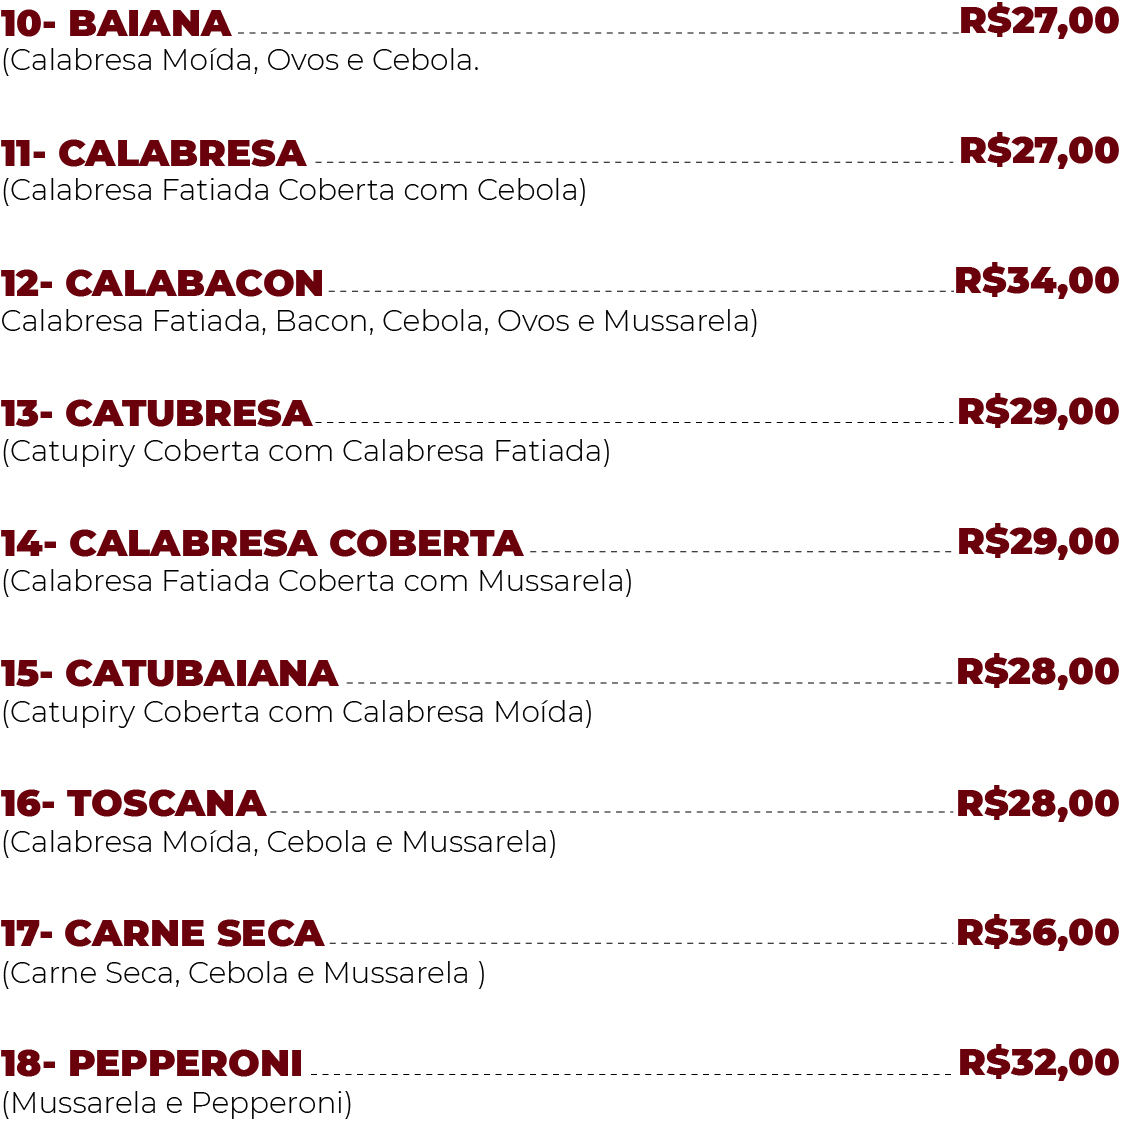 10- BAIANA R$27,00
(Calabresa Moída, Ovos e Cebola.
11- CALABRESA R$27,00
(Calabresa Fatiada Coberta com Cebola)
12- CALABACON R$34,00
Calabresa Fatiada, Bacon, Cebola, Ovos e Mussarela)
13- CATUBRESA R$29,00
(Catupiry Coberta com Calabresa Fatiada)
14- CALABRESA COBERTA R$29,00
(Calabresa Fatiada Coberta com Mussarela)
15- CATUBAIANA R$28,00
(Catupiry Coberta com Calabresa Moída)
16- TOSCANA R$28,00
(Calabresa Moída, Cebola e Mussarela)
17- CARNE SECA R$36,00
(Carne Seca, Cebola e Mussarela )
18- PEPPERONI R$32,00
(Mussarela e Pepperoni)